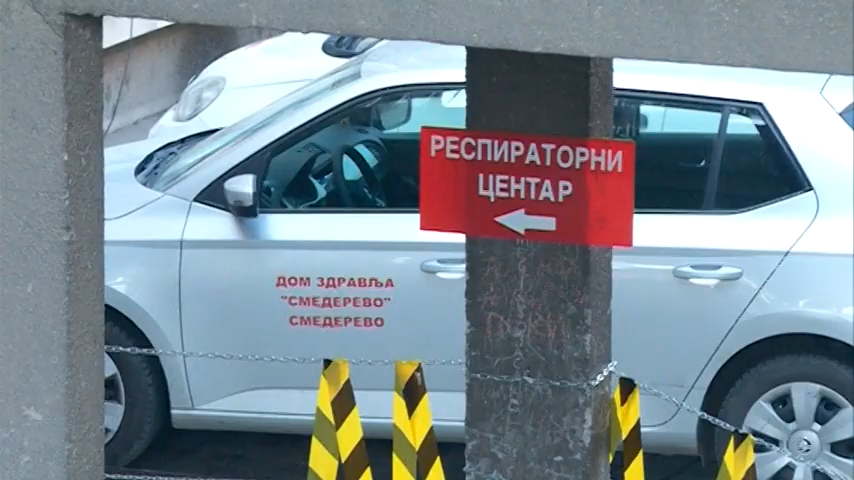 РЕСПИРАТОРНИ
ЦЕНТАР
ДОМ ЗДРАВЉА
"СМЕДЕРЕВО"
СМЕДЕРЕВО